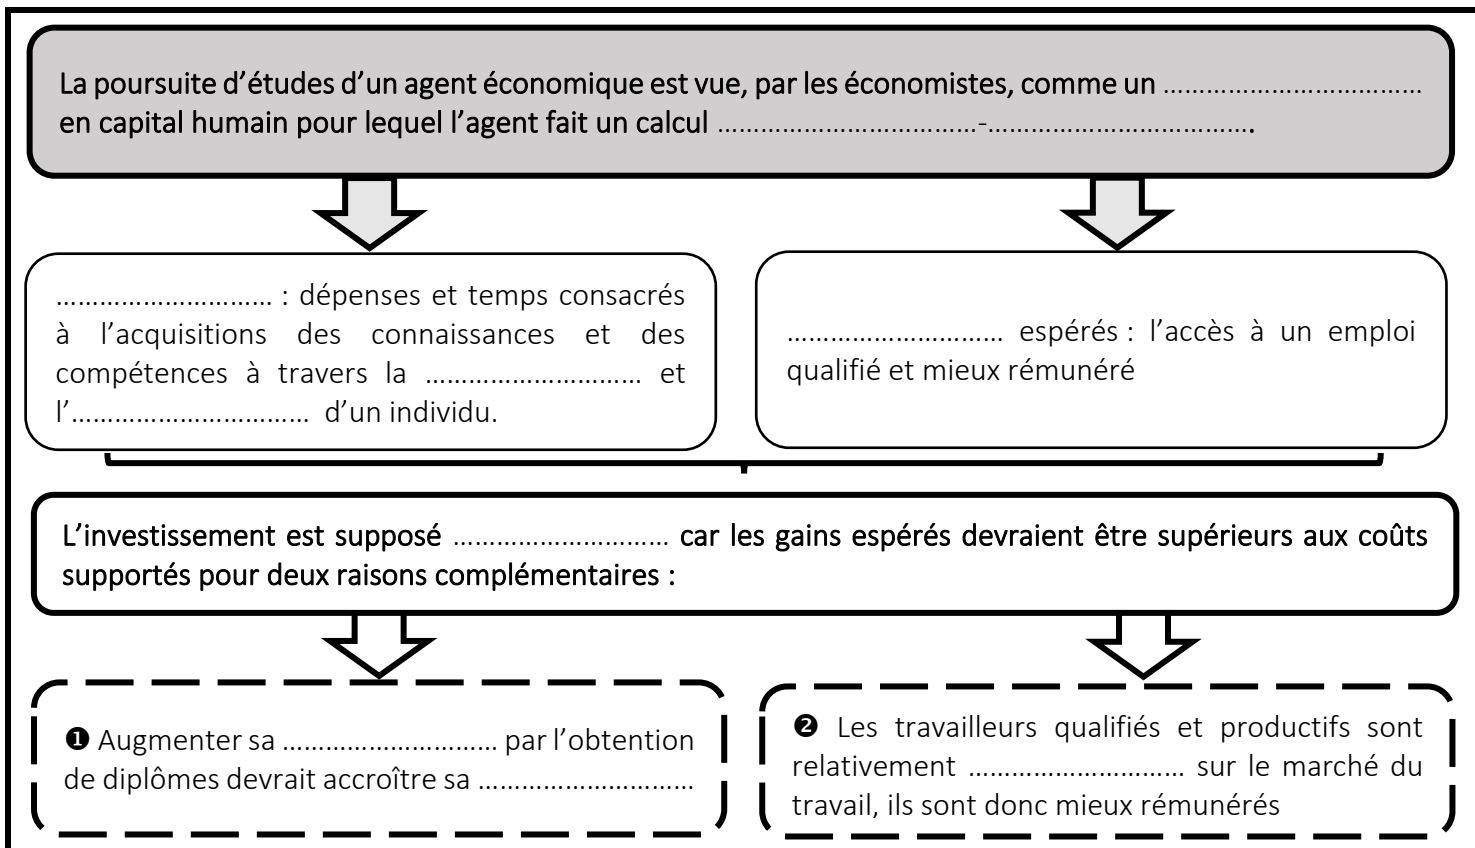 La poursuite d’études d’un agent économique est vue, par les économistes, comme un ………………………………
en capital humain pour lequel l’agent fait un calcul ………………………………-………………………………..
………………………… : dépenses et temps consacrés
à l’acquisitions des connaissances et des
compétences à travers la ………………………… et
l’…………………………… d’un individu.
………………………… espérés : l’accès à un emploi
qualifié et mieux rémunéré
L’investissement est supposé ………………………… car les gains espérés devraient être supérieurs aux coûts
supportés pour deux raisons complémentaires :
❶ Augmenter sa ………………………… par l’obtention
de diplômes devrait accroître sa …………………………
❷ Les travailleurs qualifiés et productifs sont
relativement ………………………… sur le marché du
travail, ils sont donc mieux rémunérés